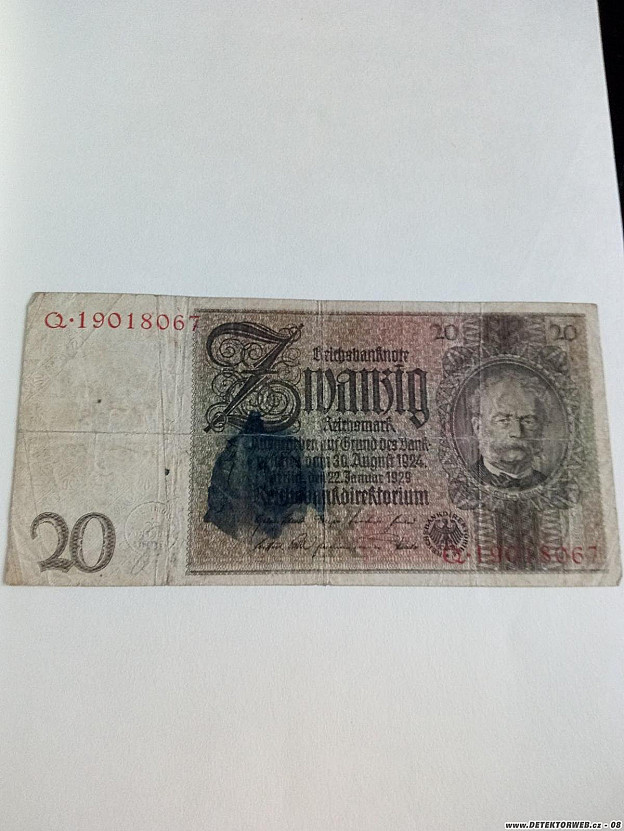 Q·19018067
20 20
Reichsbanknote
Zwanzig
Reichsmark
auf Grund des Bank-
30. August 1924.
den 22. Januar 1929
Reichsbankdirektorium
20
Q·19018067
www.DETEKTORWEB.cz - 08